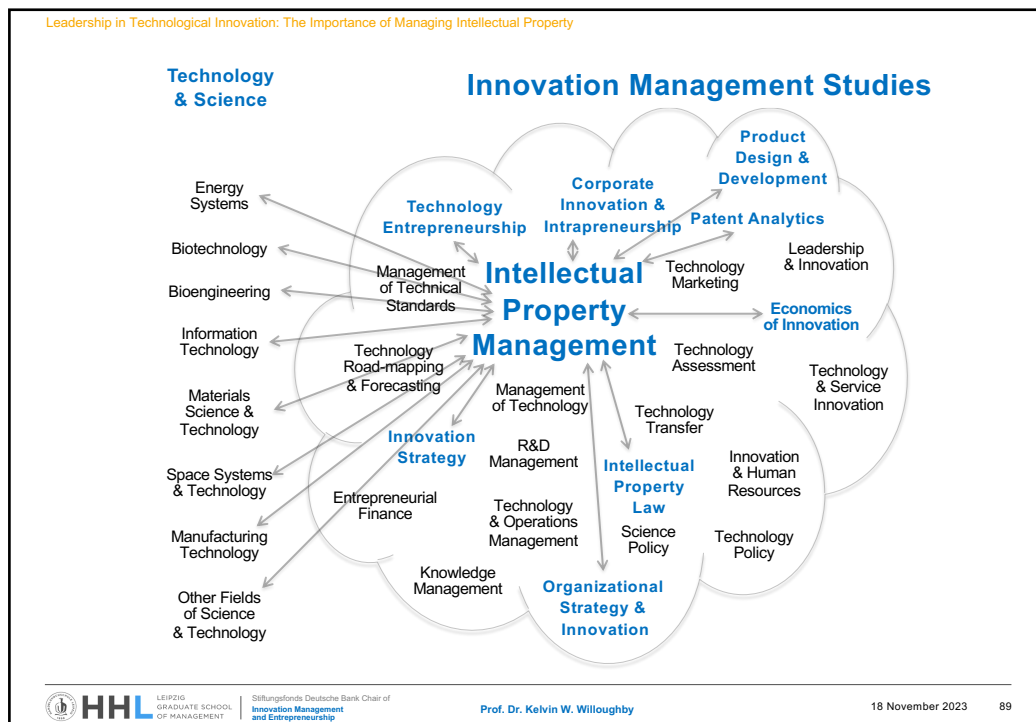 Leadership in Technological Innovation: The Importance of Managing Intellectual Property
Technology
& Science
Innovation Management Studies
Energy
Systems
Biotechnology
Bioengineering
Information
Technology
Materials
Science &
Technology
Space Systems
& Technology
Manufacturing
Technology
Other Fields
of Science
& Technology
Technology
Entrepreneurship
Corporate
Innovation &
Intrapreneurship
Product
Design &
Development
Patent Analytics
Leadership
& Innovation
Management
of Technical
Standards
Intellectual
Property
Management
Technology
Marketing
Economics
of Innovation
Technology
Road-mapping
& Forecasting
Technology
Assessment
Technology
& Service
Innovation
Management
of Technology
Technology
Transfer
Innovation
Strategy
R&D
Management
Intellectual
Property
Law
Innovation
& Human
Resources
Entrepreneurial
Finance
Technology
& Operations
Management
Science
Policy
Technology
Policy
Knowledge
Management
Organizational
Strategy &
Innovation
HHL
LEIPZIG
GRADUATE SCHOOL
OF MANAGEMENT
Stiftungsfonds Deutsche Bank Chair of
Innovation Management
and Entrepreneurship
Prof. Dr. Kelvin W. Willoughby
18 November 2023
89